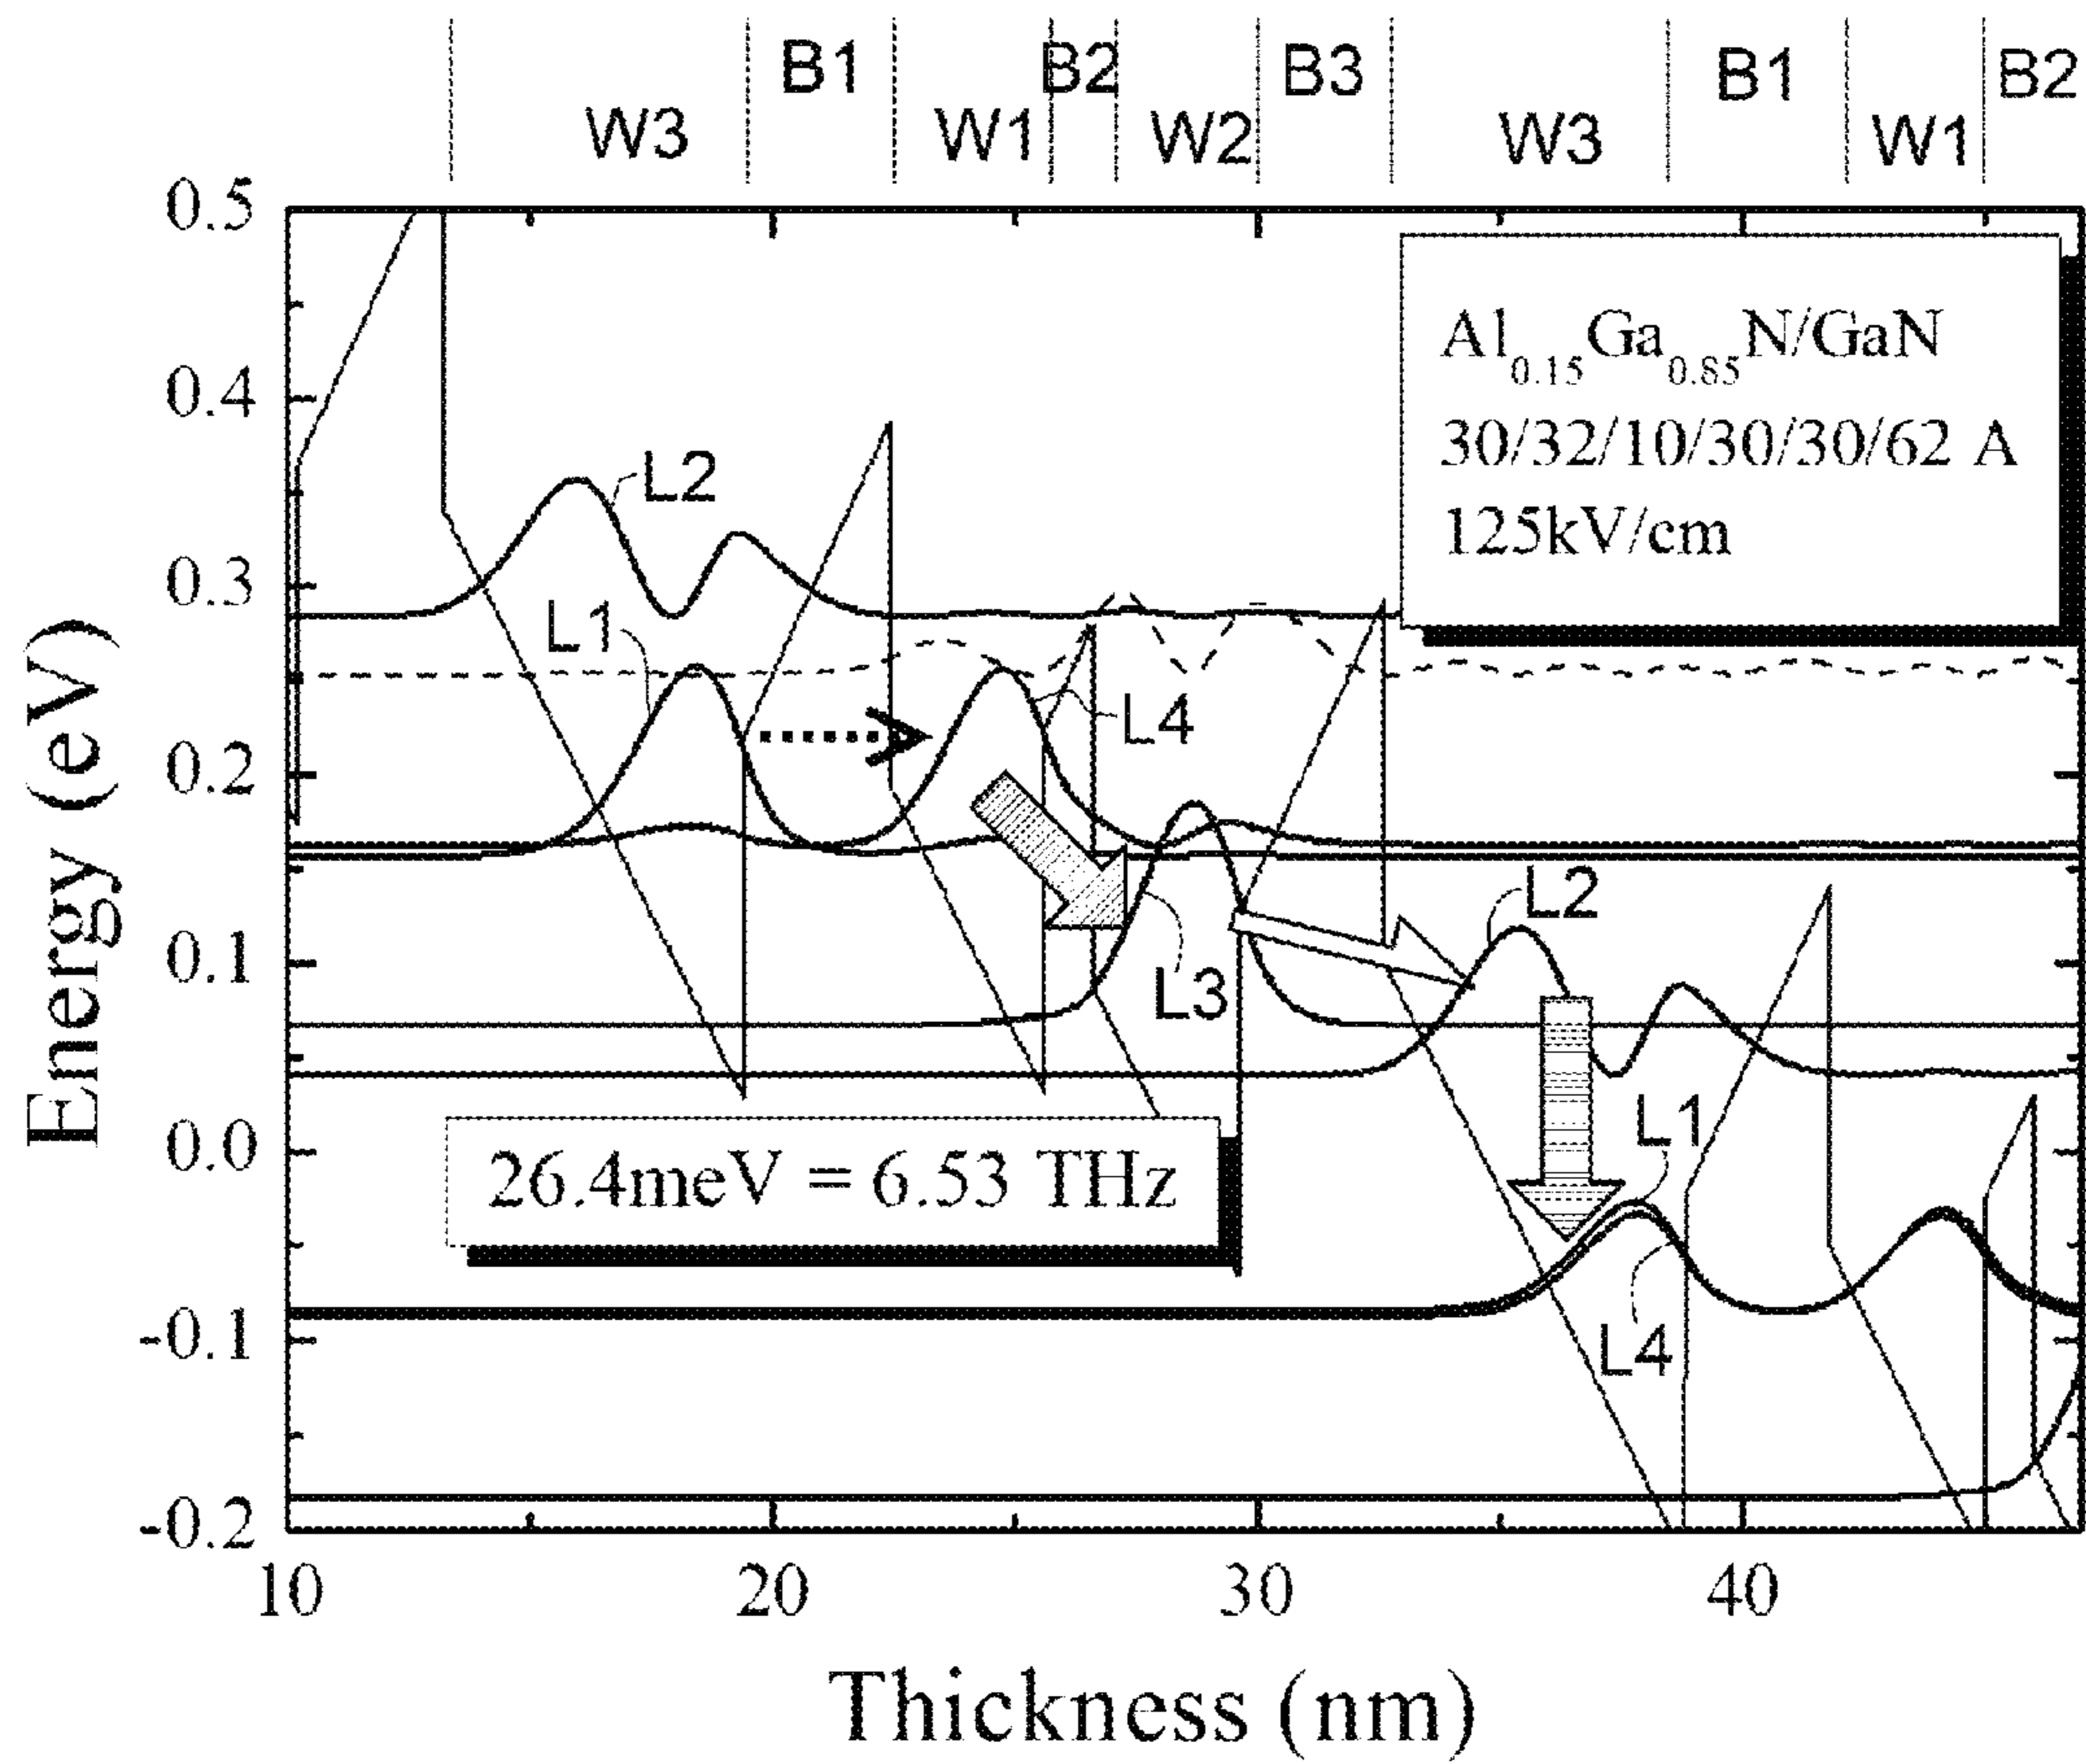 B1 B2 B3 B1 B2
W3 W1 W2 W3 W1
0.5
Al0.15Ga0.85N/GaN
0.4
30/32/10/30/30/62 A
L2
125kV/cm
0.3
L1
L4
0.2
L2
0.1
L3
L1
0.0
26.4meV = 6.53 THz
-0.1
L4
-0.2
10 20 30 40
Energy (eV)
Thickness (nm)